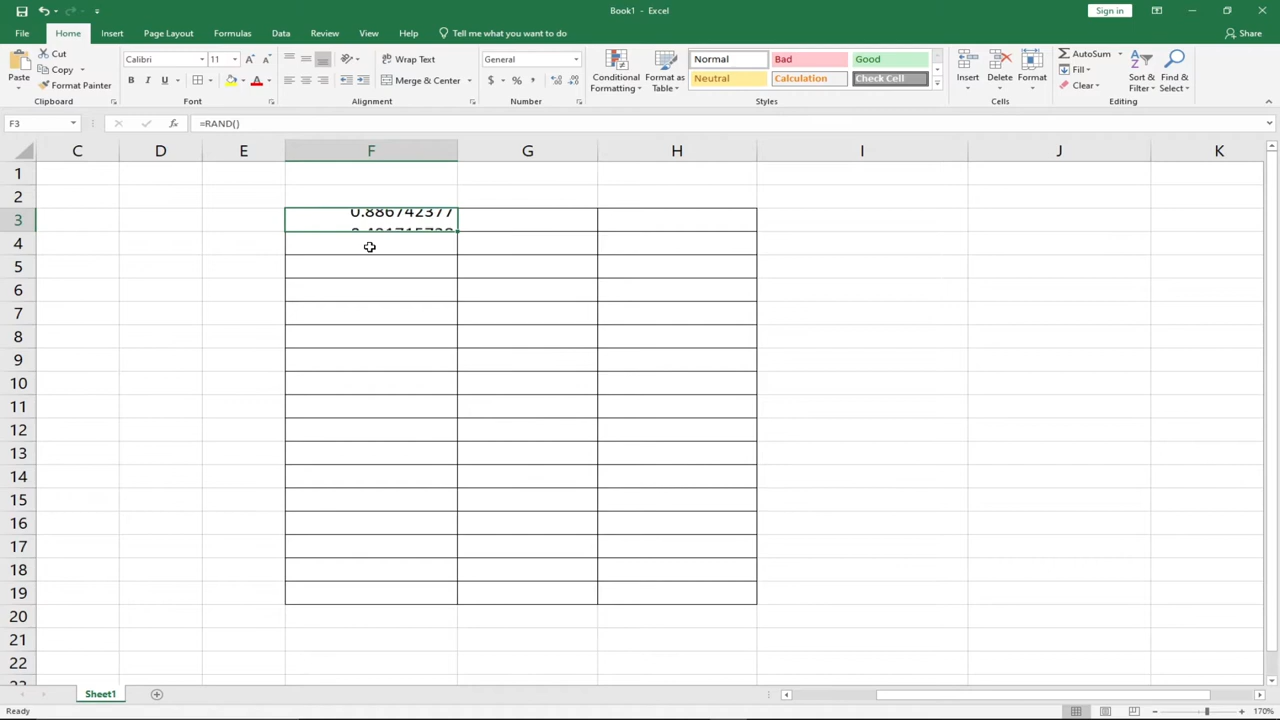 Book1 - Excel
Sign in
File Home Insert Page Layout Formulas Data Review View Help Tell me what you want to do Share
Cut
Copy
Format Painter
Paste
Clipboard
Calibri 11
B I U
Font
Wrap Text
Merge & Center
Alignment
General
$ % ,
Number
Conditional Formatting
Format as Table
Normal Bad Good
Neutral Calculation Check Cell
Styles
Insert Delete Format
Cells
AutoSum
Fill
Clear
Sort & Filter
Find & Select
Editing
F3 fx =RAND()
C D E F G H I J K
1
2
3 0.886742377
4
5
6
7
8
9
10
11
12
13
14
15
16
17
18
19
20
21
22
Sheet1
Ready 170%